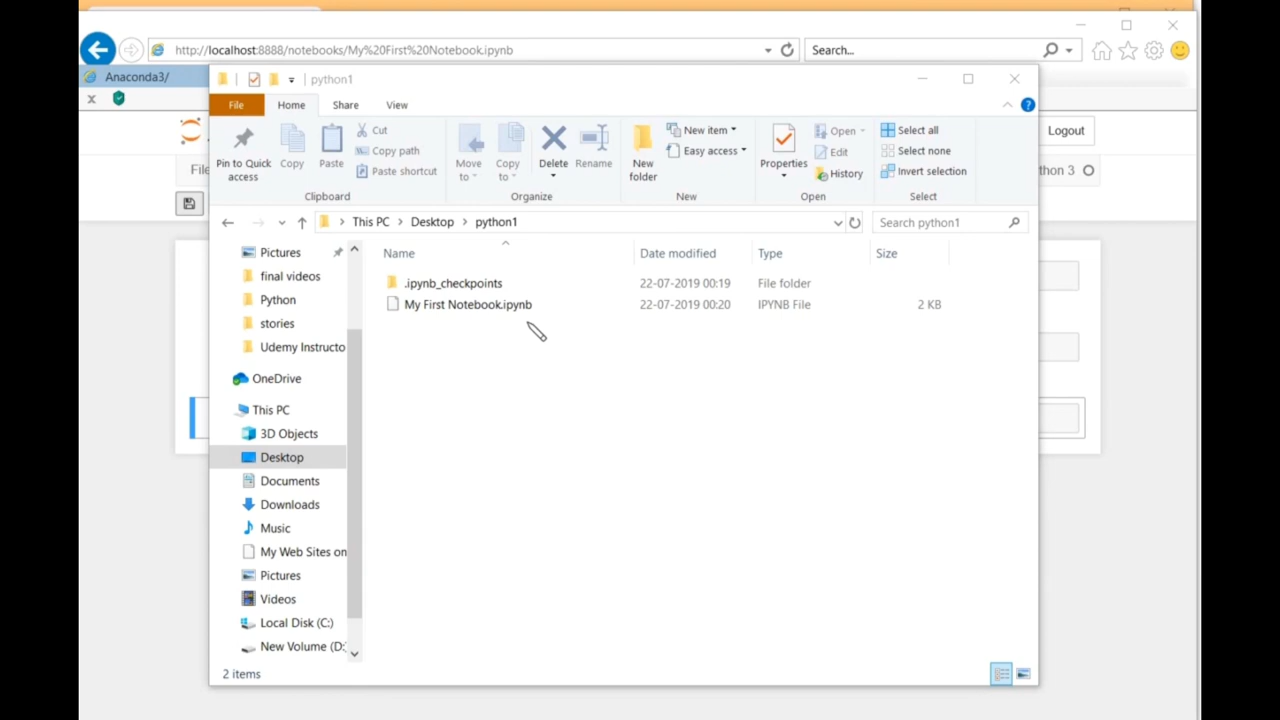 http://localhost:8888/notebooks/My%20First%20Notebook.ipynb
Search...
Anaconda3/
python1
File Home Share View
Pin to Quick access
Copy
Paste
Cut
Copy path
Paste shortcut
Clipboard
Move to
Copy to
Delete
Rename
Organize
New folder
New item
Easy access
New
Properties
Open
Edit
History
Open
Select all
Select none
Invert selection
Select
Logout
File
thon 3
This PC > Desktop > python1
Search python1
Name Date modified Type Size
.ipynb_checkpoints 22-07-2019 00:19 File folder
My First Notebook.ipynb 22-07-2019 00:20 IPYNB File 2 KB
Pictures
final videos
Python
stories
Udemy Instructo
OneDrive
This PC
3D Objects
Desktop
Documents
Downloads
Music
My Web Sites on
Pictures
Videos
Local Disk (C:)
New Volume (D:
2 items